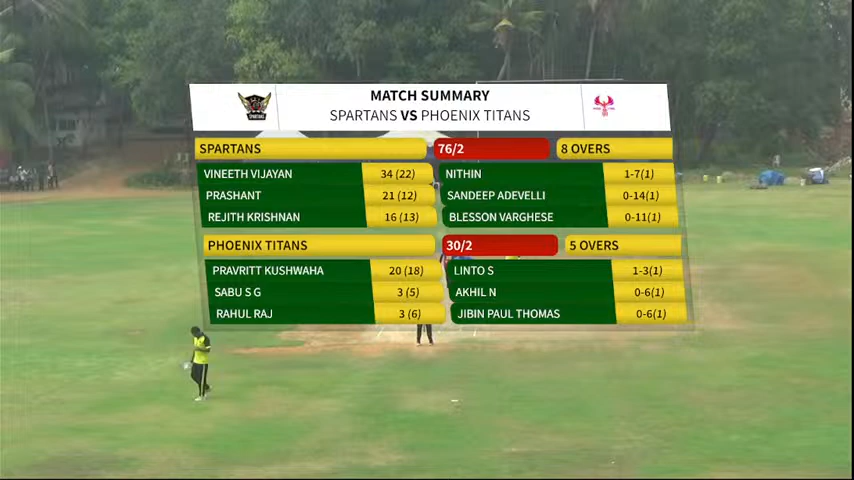 MATCH SUMMARY
SPARTANS VS PHOENIX TITANS
SPARTANS
SPARTANS 76/2 8 OVERS
VINEETH VIJAYAN 34 (22) NITHIN 1-7(1)
PRASHANT 21 (12) SANDEEP ADEVELLI 0-14(1)
REJITH KRISHNAN 16 (13) BLESSON VARGHESE 0-11(1)
PHOENIX TITANS 30/2 5 OVERS
PRAVRITT KUSHWAHA 20 (18) LINTO S 1-3(1)
SABU S G 3 (5) AKHIL N 0-6(1)
RAHUL RAJ 3 (6) JIBIN PAUL THOMAS 0-6(1)